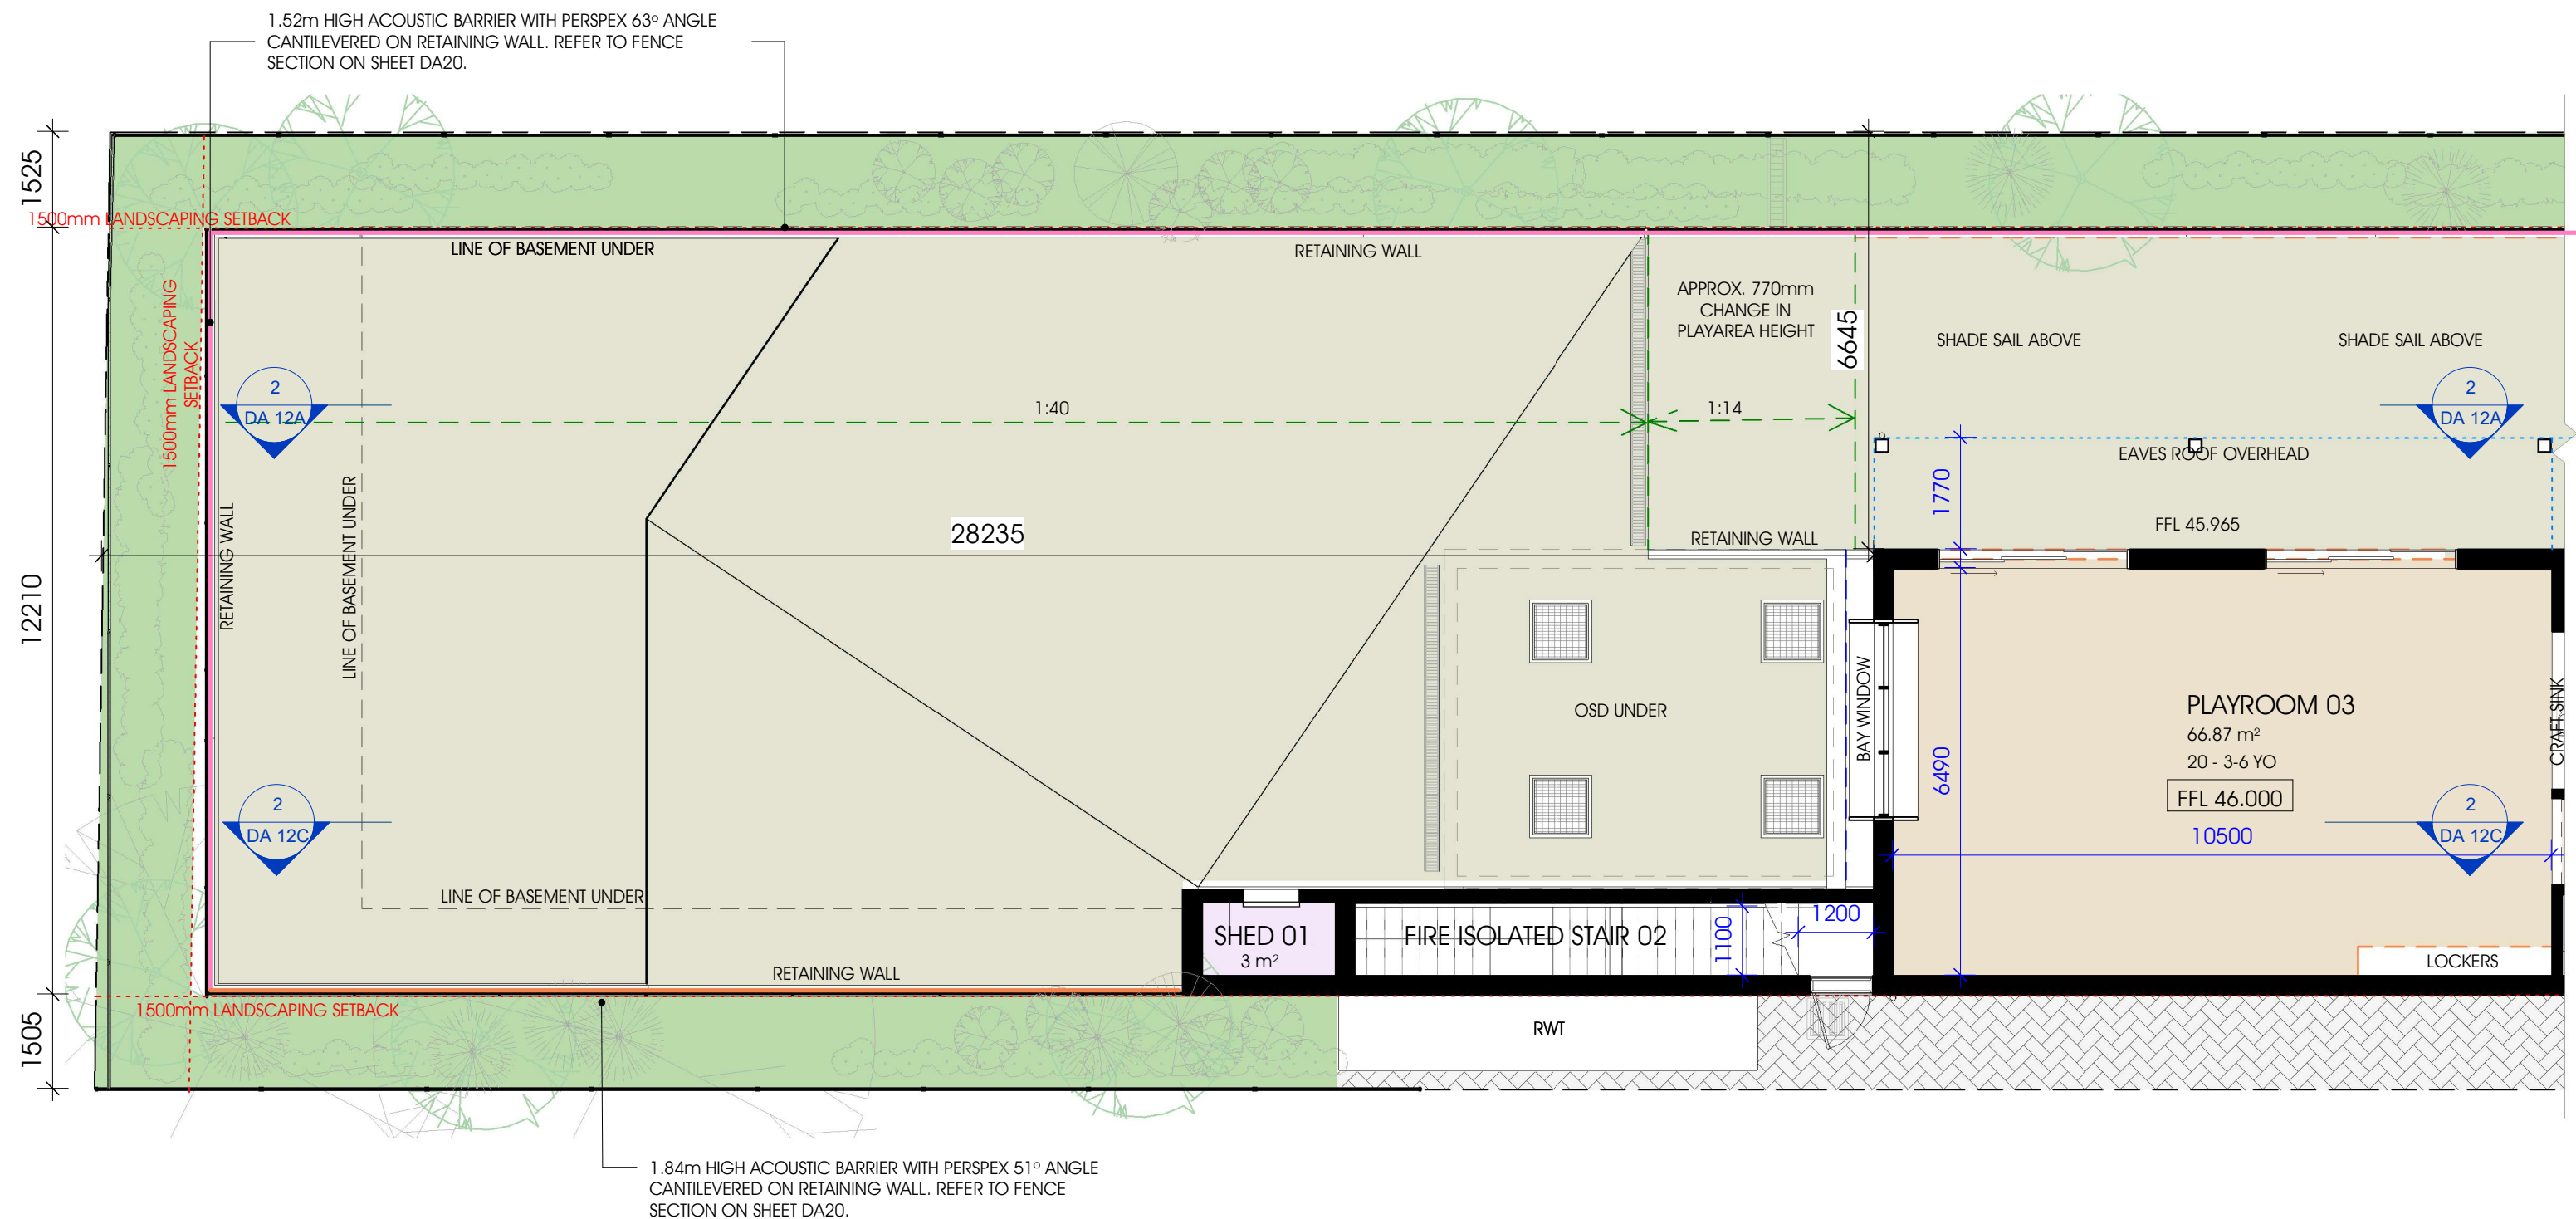 1.52m HIGH ACOUSTIC BARRIER WITH PERSPEX 63º ANGLE
CANTILEVERED ON RETAINING WALL. REFER TO FENCE
SECTION ON SHEET DA20.
1525
1500mm LANDSCAPING SETBACK
LINE OF BASEMENT UNDER
RETAINING WALL
APPROX. 770mm
CHANGE IN
PLAYAREA HEIGHT
6645
SHADE SAIL ABOVE
SHADE SAIL ABOVE
1500mm LANDSCAPING
SETBACK
2
DA 12A
1:40
1:14
2
DA 12A
EAVES ROOF OVERHEAD
1770
FFL 45.965
RETAINING WALL
LINE OF BASEMENT UNDER
28235
RETAINING WALL
12210
OSD UNDER
BAY WINDOW
6490
PLAYROOM 03
66.87 m²
20 - 3-6 YO
FFL 46.000
10500
CRAFT SINK
2
DA 12C
2
DA 12C
LINE OF BASEMENT UNDER
SHED 01
3 m²
FIRE ISOLATED STAIR 02
1100
1200
LOCKERS
RETAINING WALL
1500mm LANDSCAPING SETBACK
1505
RWT
1.84m HIGH ACOUSTIC BARRIER WITH PERSPEX 51º ANGLE
CANTILEVERED ON RETAINING WALL. REFER TO FENCE
SECTION ON SHEET DA20.